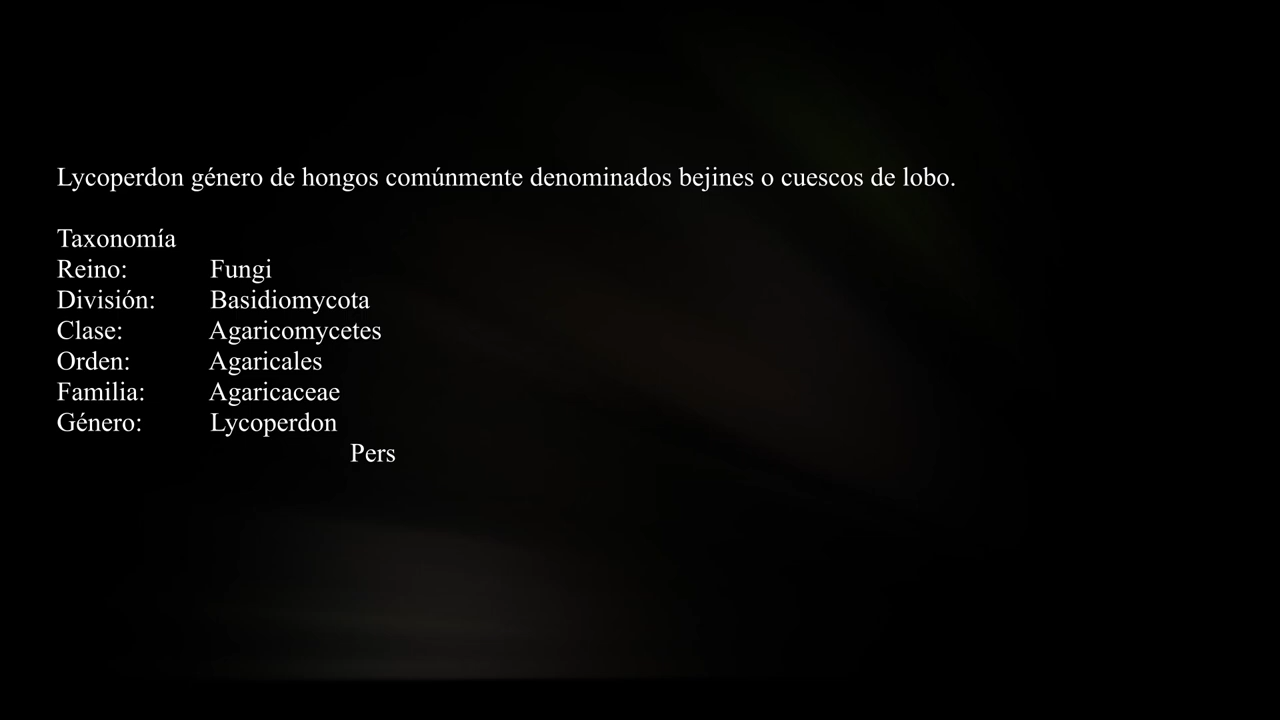 Lycoperdon género de hongos comúnmente denominados bejines o cuescos de lobo.
Taxonomía
Reino: Fungi
División: Basidiomycota
Clase: Agaricomycetes
Orden: Agaricales
Familia: Agaricaceae
Género: Lycoperdon
Pers